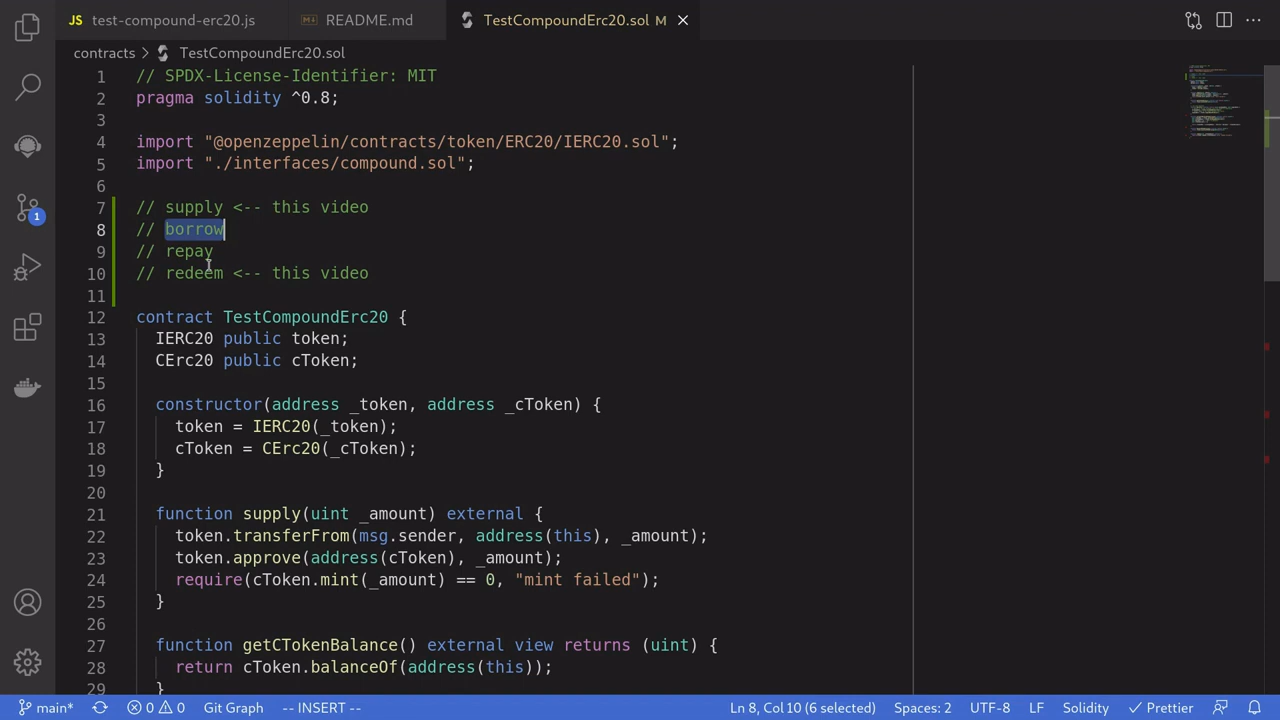 JS test-compound-erc20.js README.md TestCompoundErc20.sol M
contracts > TestCompoundErc20.sol
1 // SPDX-License-Identifier: MIT
2 pragma solidity ^0.8;
3
4 import "@openzeppelin/contracts/token/ERC20/IERC20.sol";
5 import "./interfaces/compound.sol";
6
7 // supply <-- this video
8 // borrow
9 // repay
10 // redeem <-- this video
11
12 contract TestCompoundErc20 {
13 IERC20 public token;
14 CErc20 public cToken;
15
16 constructor(address _token, address _cToken) {
17 token = IERC20(_token);
18 cToken = CErc20(_cToken);
19 }
20
21 function supply(uint _amount) external {
22 token.transferFrom(msg.sender, address(this), _amount);
23 token.approve(address(cToken), _amount);
24 require(cToken.mint(_amount) == 0, "mint failed");
25 }
26
27 function getCTokenBalance() external view returns (uint) {
28 return cToken.balanceOf(address(this));
29 }
1
main* 0 0 Git Graph -- INSERT -- Ln 8, Col 10 (6 selected) Spaces: 2 UTF-8 LF Solidity Prettier